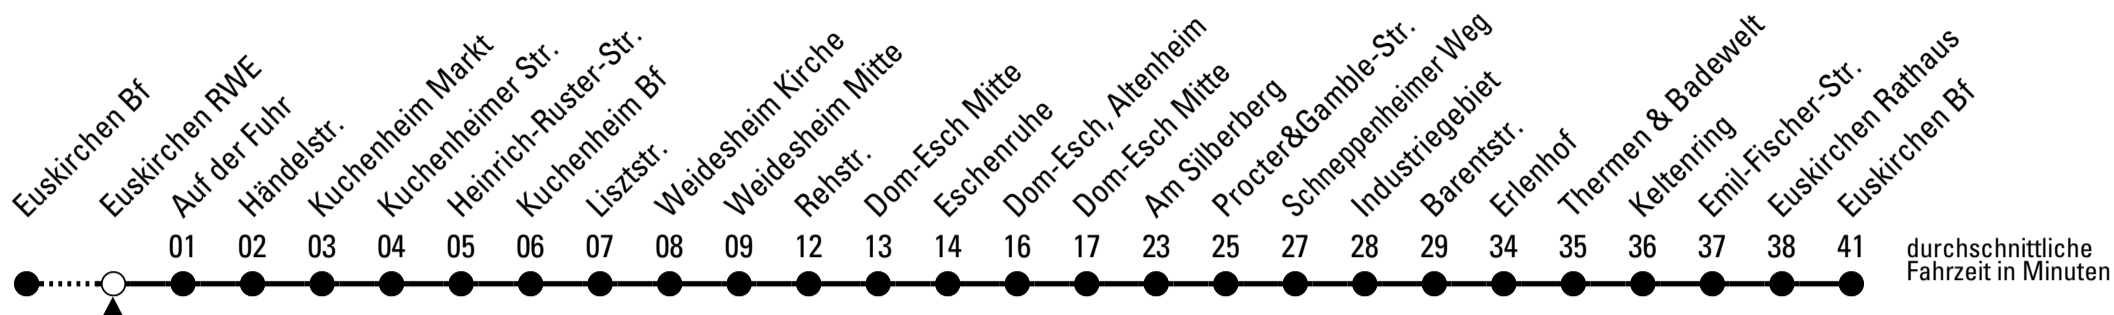 Euskirchen Bf
Euskirchen RWE
Auf der Fuhr
Händelstr.
Kuchenheim Markt
Kuchenheimer Str.
Heinrich-Ruster-Str.
Kuchenheim Bf
Lisztstr.
Weidesheim Kirche
Weidesheim Mitte
Rehstr.
Dom-Esch Mitte
Eschenruhe
Dom-Esch, Altenheim
Dom-Esch Mitte
Am Silberberg
Procter&Gamble-Str.
Schneppenheimer Weg
Industriegebiet
Barentstr.
Erlenhof
Thermen & Badewelt
Keltenring
Emil-Fischer-Str.
Euskirchen Rathaus
Euskirchen Bf
01 02 03 04 05 06 07 08 09 12 13 14 16 17 23 25 27 28 29 34 35 36 37 38 41
durchschnittliche
Fahrzeit in Minuten